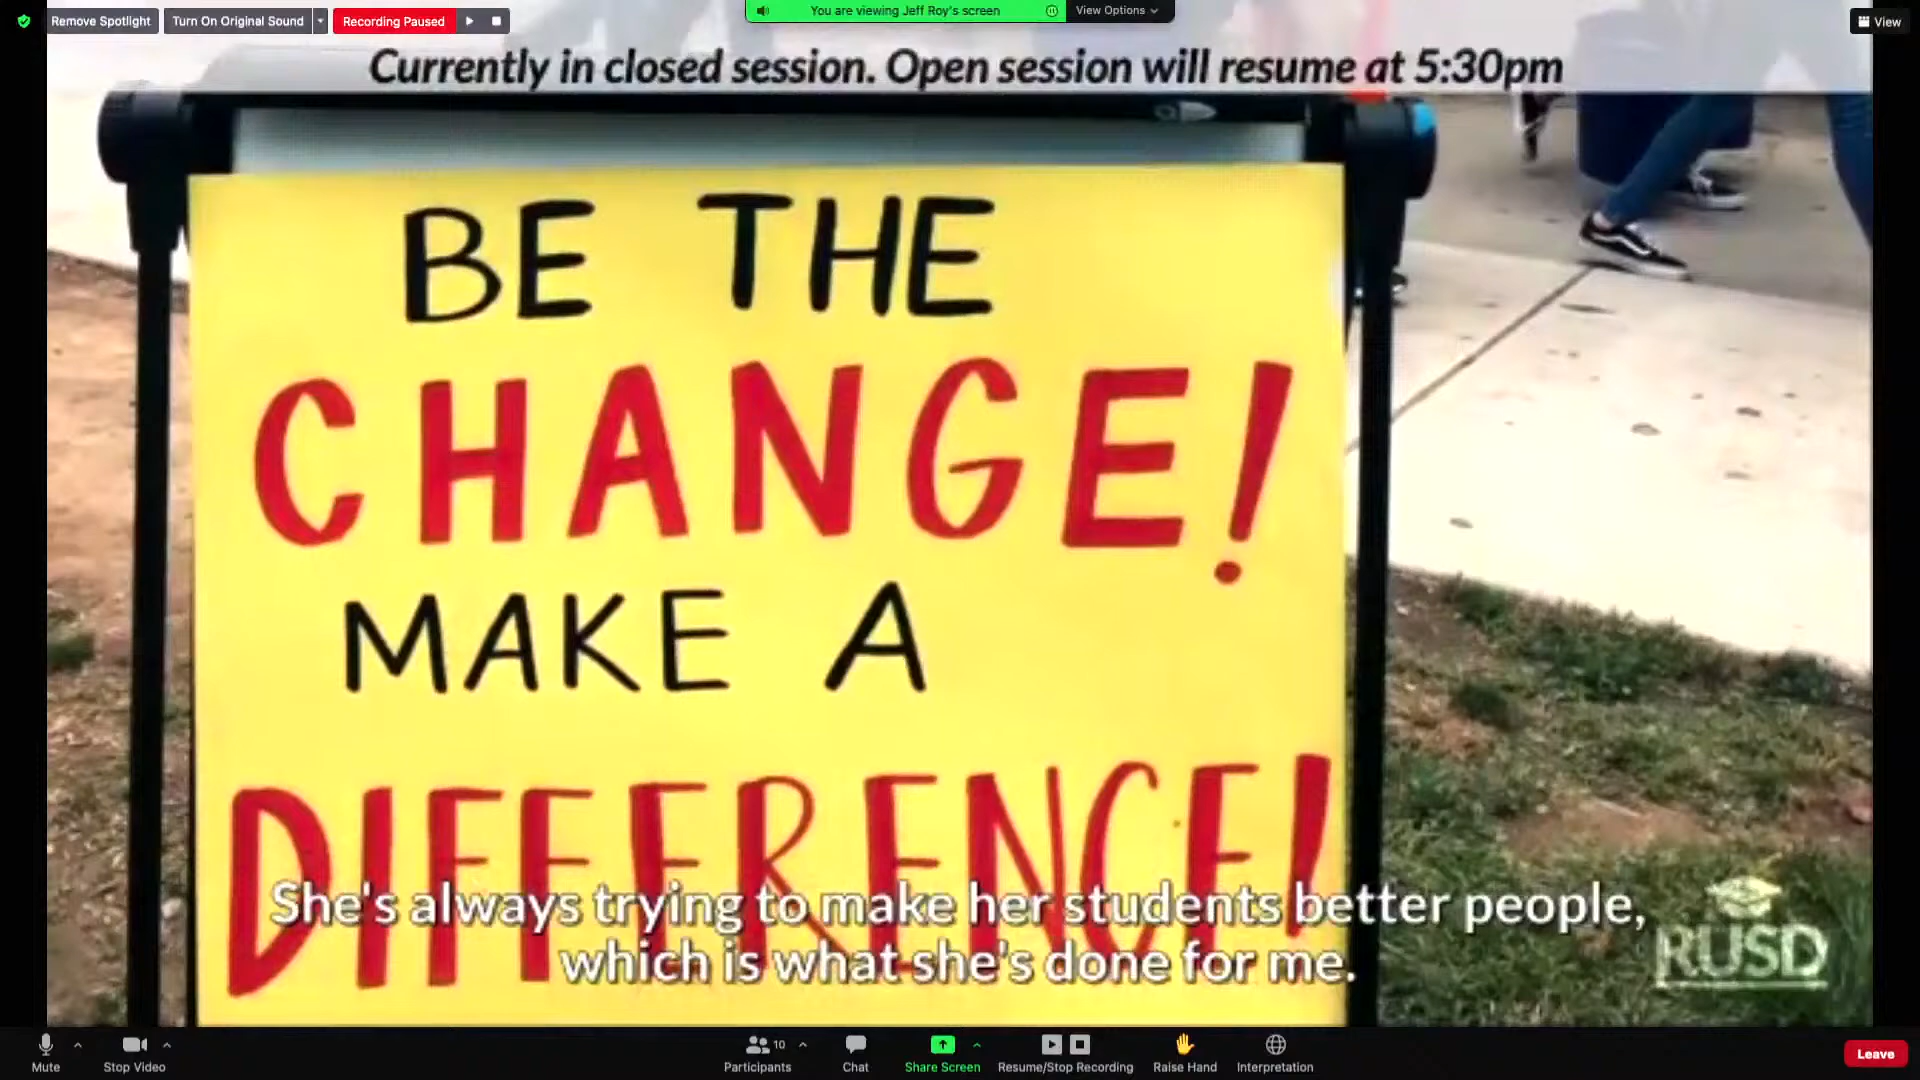 Remove Spotlight
Turn On Original Sound
Recording Paused
You are viewing Jeff Roy's screen
View Options
View
Currently in closed session. Open session will resume at 5:30pm
BE THE
CHANGE!
MAKE A
DIFFERENCE!
She's always trying to make her students better people,
which is what she's done for me.
RUSD
Mute
Stop Video
10
Participants
Chat
Share Screen
Resume/Stop Recording
Raise Hand
Interpretation
Leave